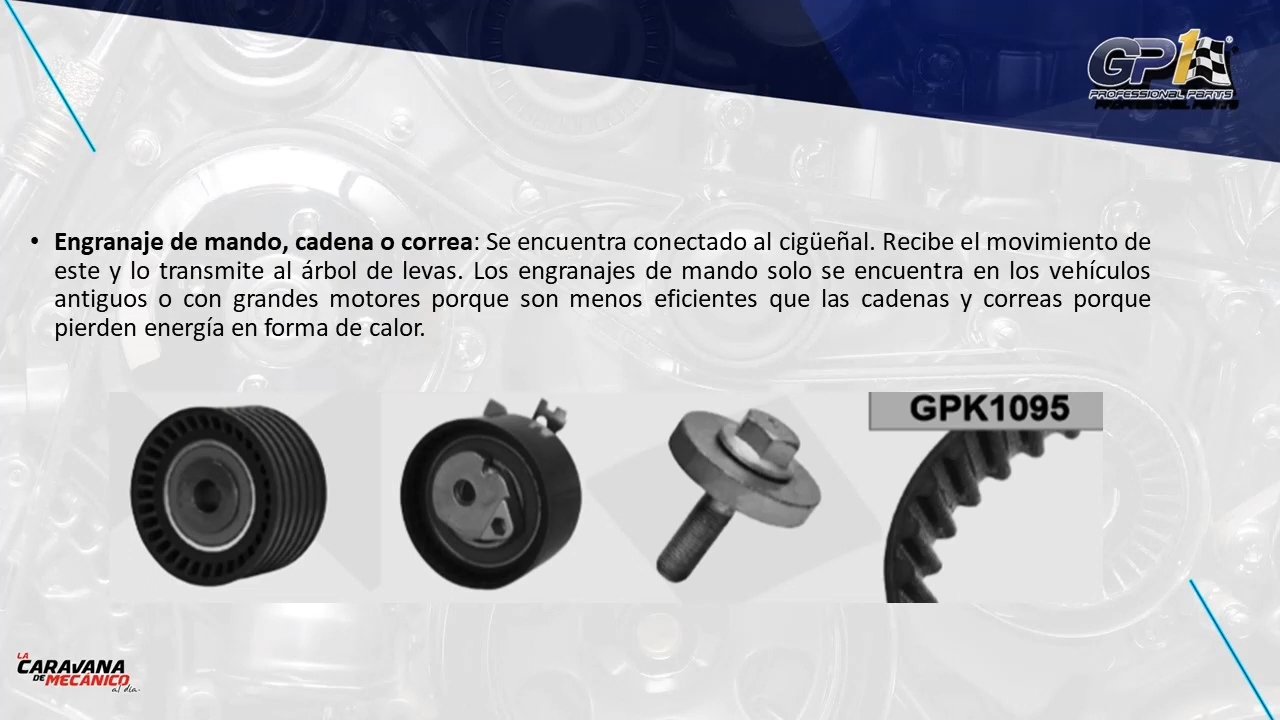 GP1
PROFESSIONAL PARTS
• Engranaje de mando, cadena o correa: Se encuentra conectado al cigüeñal. Recibe el movimiento de
este y lo transmite al árbol de levas. Los engranajes de mando solo se encuentra en los vehículos
antiguos o con grandes motores porque son menos eficientes que las cadenas y correas porque
pierden energía en forma de calor.
GPK1095
LA
CARAVANA
DE MECÁNICO
al día.